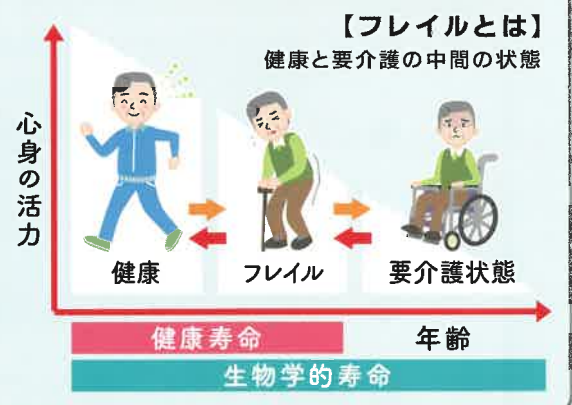 【フレイルとは】
健康と要介護の中間の状態
心身の活力
健康
フレイル
要介護状態
健康寿命
年齢
生物学的寿命